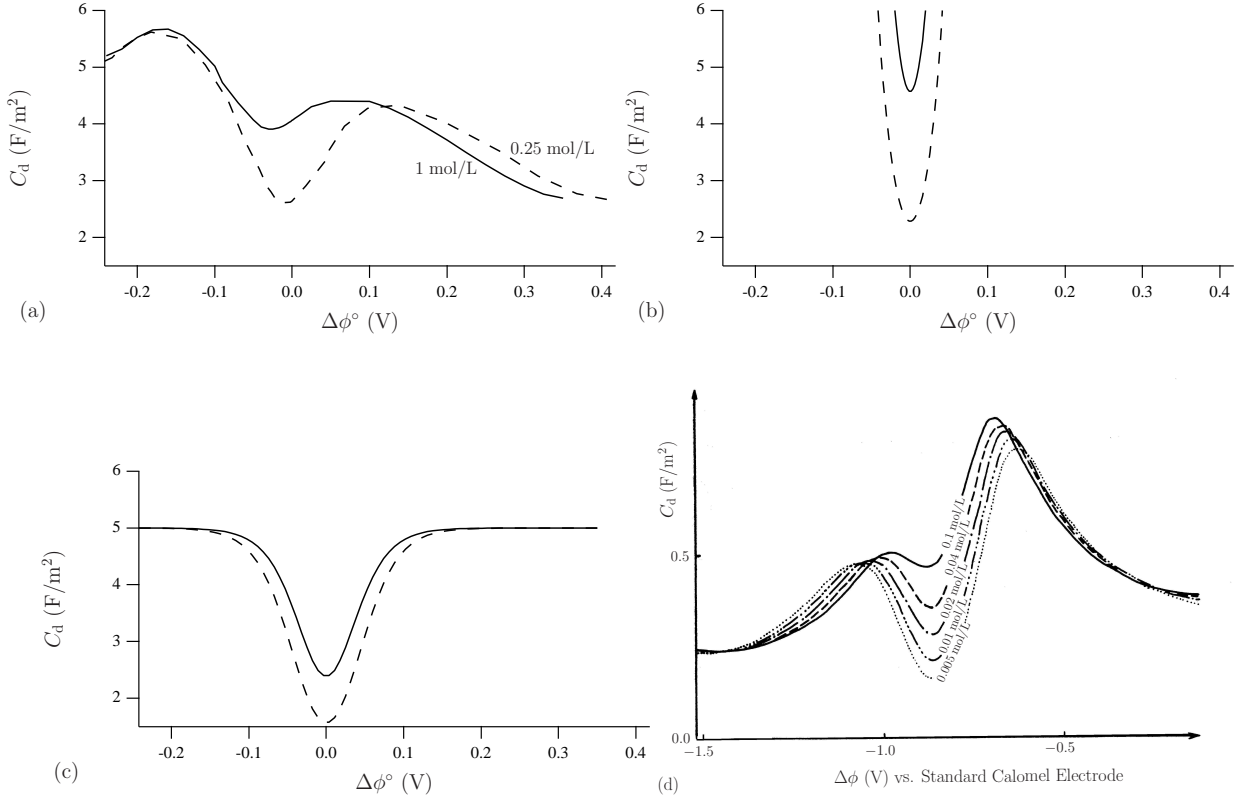 6
5
4
3
2
C_d (F/m²)
0.25 mol/L
1 mol/L
-0.2 -0.1 0.0 0.1 0.2 0.3 0.4
Δϕ° (V)
(a)
6
5
4
3
2
C_d (F/m²)
-0.2 -0.1 0.0 0.1 0.2 0.3 0.4
Δϕ° (V)
(b)
6
5
4
3
2
C_d (F/m²)
-0.2 -0.1 0.0 0.1 0.2 0.3 0.4
Δϕ° (V)
(c)
C_d (F/m²)
0.5
0.0
0.1 mol/L
0.04 mol/L
0.02 mol/L
0.01 mol/L
0.005 mol/L
−1.5 −1.0 −0.5
Δϕ (V) vs. Standard Calomel Electrode
(d)